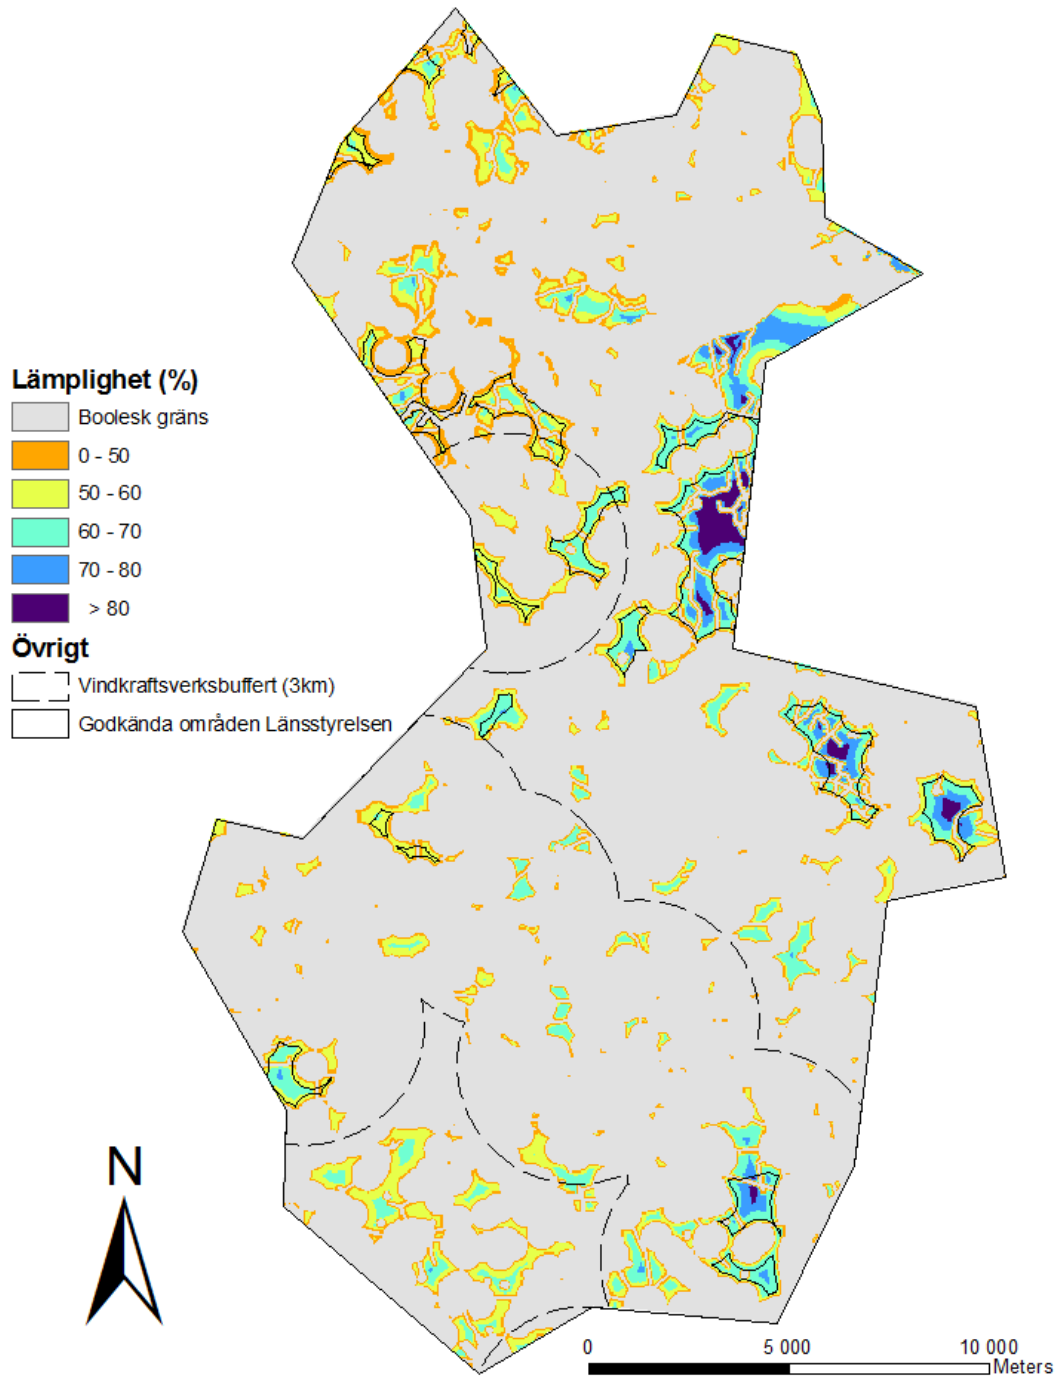 Lämplighet (%)
Boolesk gräns
0 - 50
50 - 60
60 - 70
70 - 80
> 80
Övrigt
Vindkraftsverksbuffert (3km)
Godkända områden Länsstyrelsen
N
0 5 000 10 000
Meters